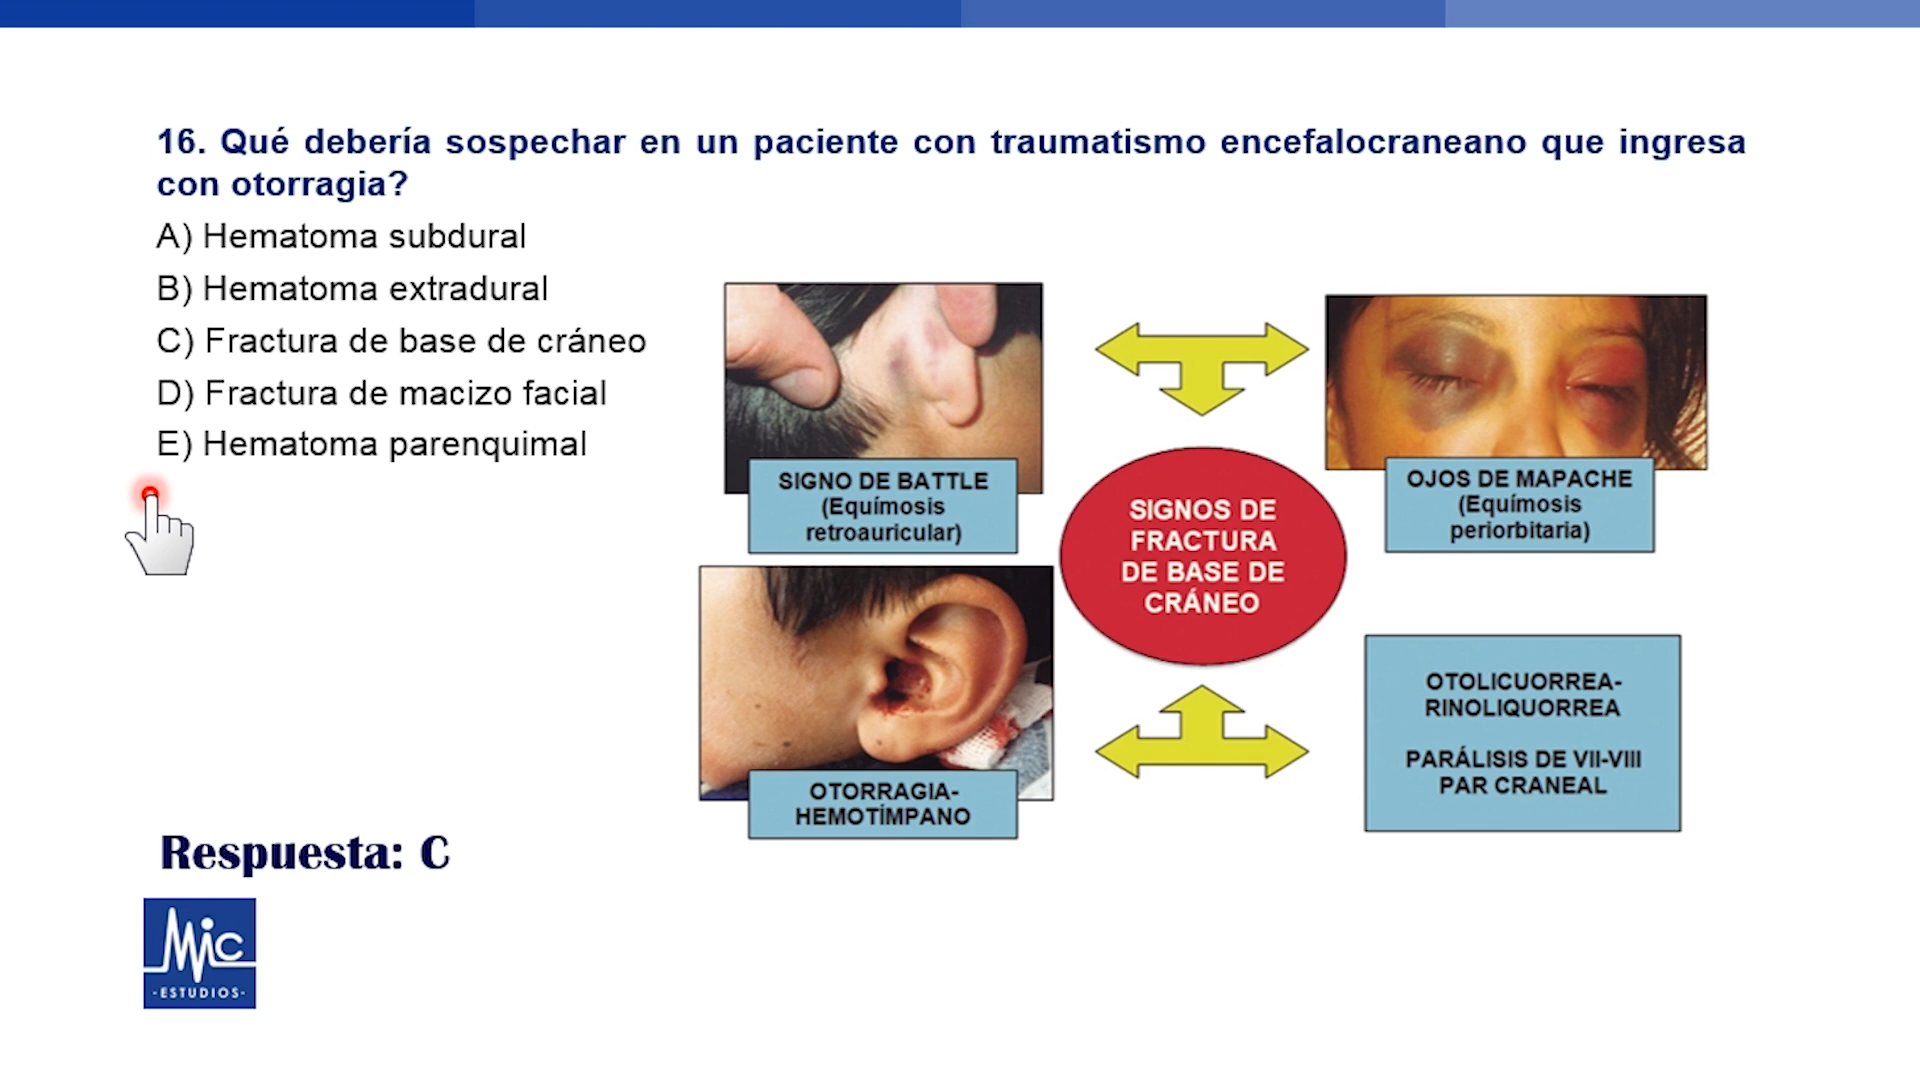 16. Qué debería sospechar en un paciente con traumatismo encefalocraneano que ingresa
con otorragia?
A) Hematoma subdural
B) Hematoma extradural
C) Fractura de base de cráneo
D) Fractura de macizo facial
E) Hematoma parenquimal
SIGNO DE BATTLE
(Equímosis
retroauricular)
OJOS DE MAPACHE
(Equímosis
periorbitaria)
SIGNOS DE
FRACTURA
DE BASE DE
CRÁNEO
OTORRAGIA-
HEMOTÍMPANO
OTOLICUORREA-
RINOLIQUORREA
PARÁLISIS DE VII-VIII
PAR CRANEAL
Respuesta: C
Mic
-ESTUDIOS-